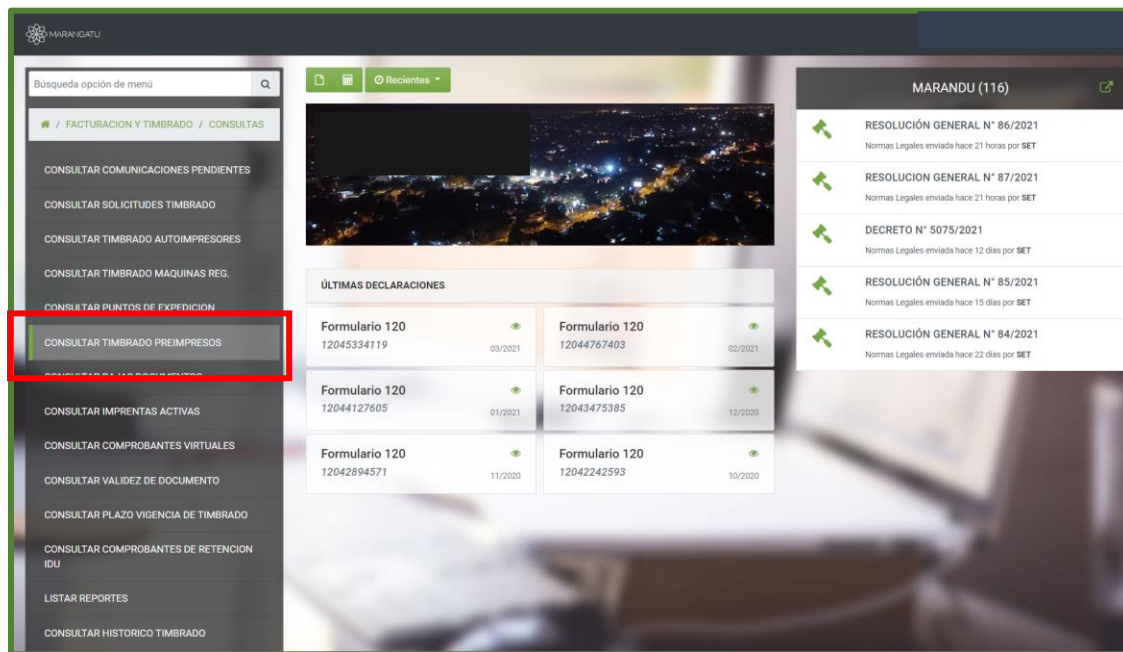 MARANGATU
Búsqueda opción de menú
/ FACTURACION Y TIMBRADO / CONSULTAS
CONSULTAR COMUNICACIONES PENDIENTES
CONSULTAR SOLICITUDES TIMBRADO
CONSULTAR TIMBRADO AUTOIMPRESORES
CONSULTAR TIMBRADO MAQUINAS REG.
CONSULTAR PUNTOS DE EXPEDICION
CONSULTAR TIMBRADO PREIMPRESOS
CONSULTAR BAJAS DOCUMENTOS
CONSULTAR IMPRENTAS ACTIVAS
CONSULTAR COMPROBANTES VIRTUALES
CONSULTAR VALIDEZ DE DOCUMENTO
CONSULTAR PLAZO VIGENCIA DE TIMBRADO
CONSULTAR COMPROBANTES DE RETENCION
IDU
LISTAR REPORTES
CONSULTAR HISTORICO TIMBRADO
Recientes
ÚLTIMAS DECLARACIONES
Formulario 120
12045334119
03/2021
Formulario 120
12044767403
02/2021
Formulario 120
12044127605
01/2021
Formulario 120
12043475385
12/2020
Formulario 120
12042894571
11/2020
Formulario 120
12042242593
10/2020
MARANDU (116)
RESOLUCIÓN GENERAL N° 86/2021
Normas Legales enviada hace 21 horas por SET
RESOLUCION GENERAL N° 87/2021
Normas Legales enviada hace 21 horas por SET
DECRETO N° 5075/2021
Normas Legales enviada hace 12 días por SET
RESOLUCIÓN GENERAL N° 85/2021
Normas Legales enviada hace 15 días por SET
RESOLUCIÓN GENERAL N° 84/2021
Normas Legales enviada hace 22 días por SET